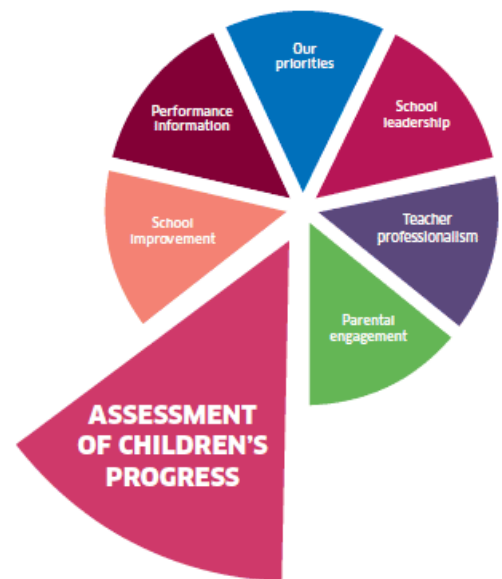 Our
priorities
School
leadership
Teacher
professionalism
Parental
engagement
ASSESSMENT
OF CHILDREN'S
PROGRESS
School
improvement
Performance
information